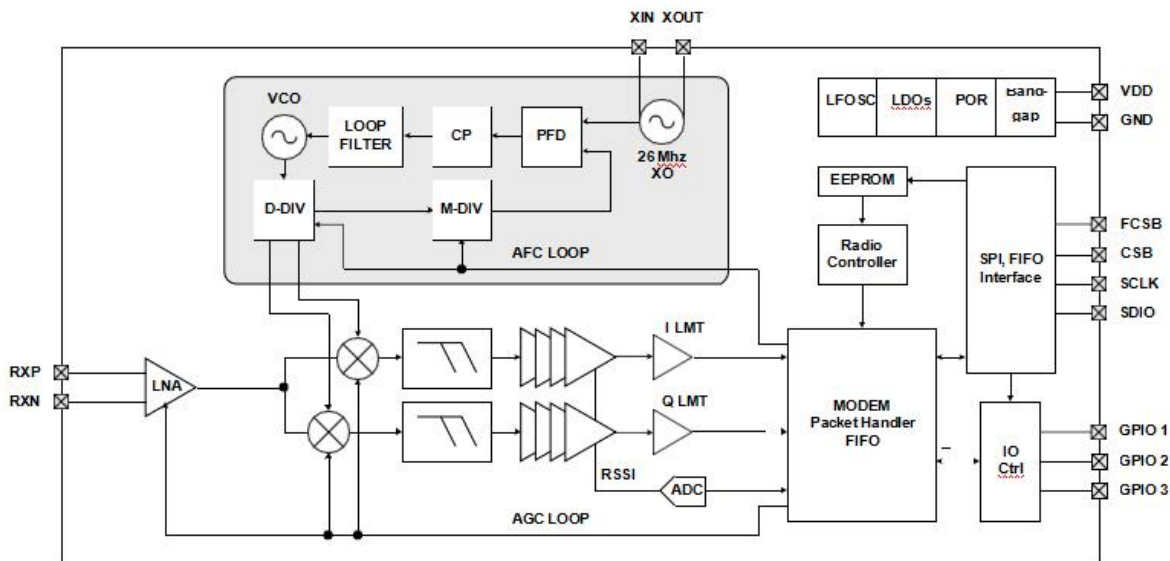 XIN XOUT
VCO
LOOP
FILTER
CP
PFD
26 Mhz
XO
D-DIV
M-DIV
AFC LOOP
LFOSC
LDOs
POR
Band-
gap
VDD
GND
EEPROM
Radio
Controller
SPI, FIFO
Interface
FCSB
CSB
SCLK
SDIO
RXP
RXN
LNA
I LMT
Q LMT
RSSI
ADC
AGC LOOP
MODEM
Packet Handler
FIFO
IO
Ctrl
GPIO 1
GPIO 2
GPIO 3